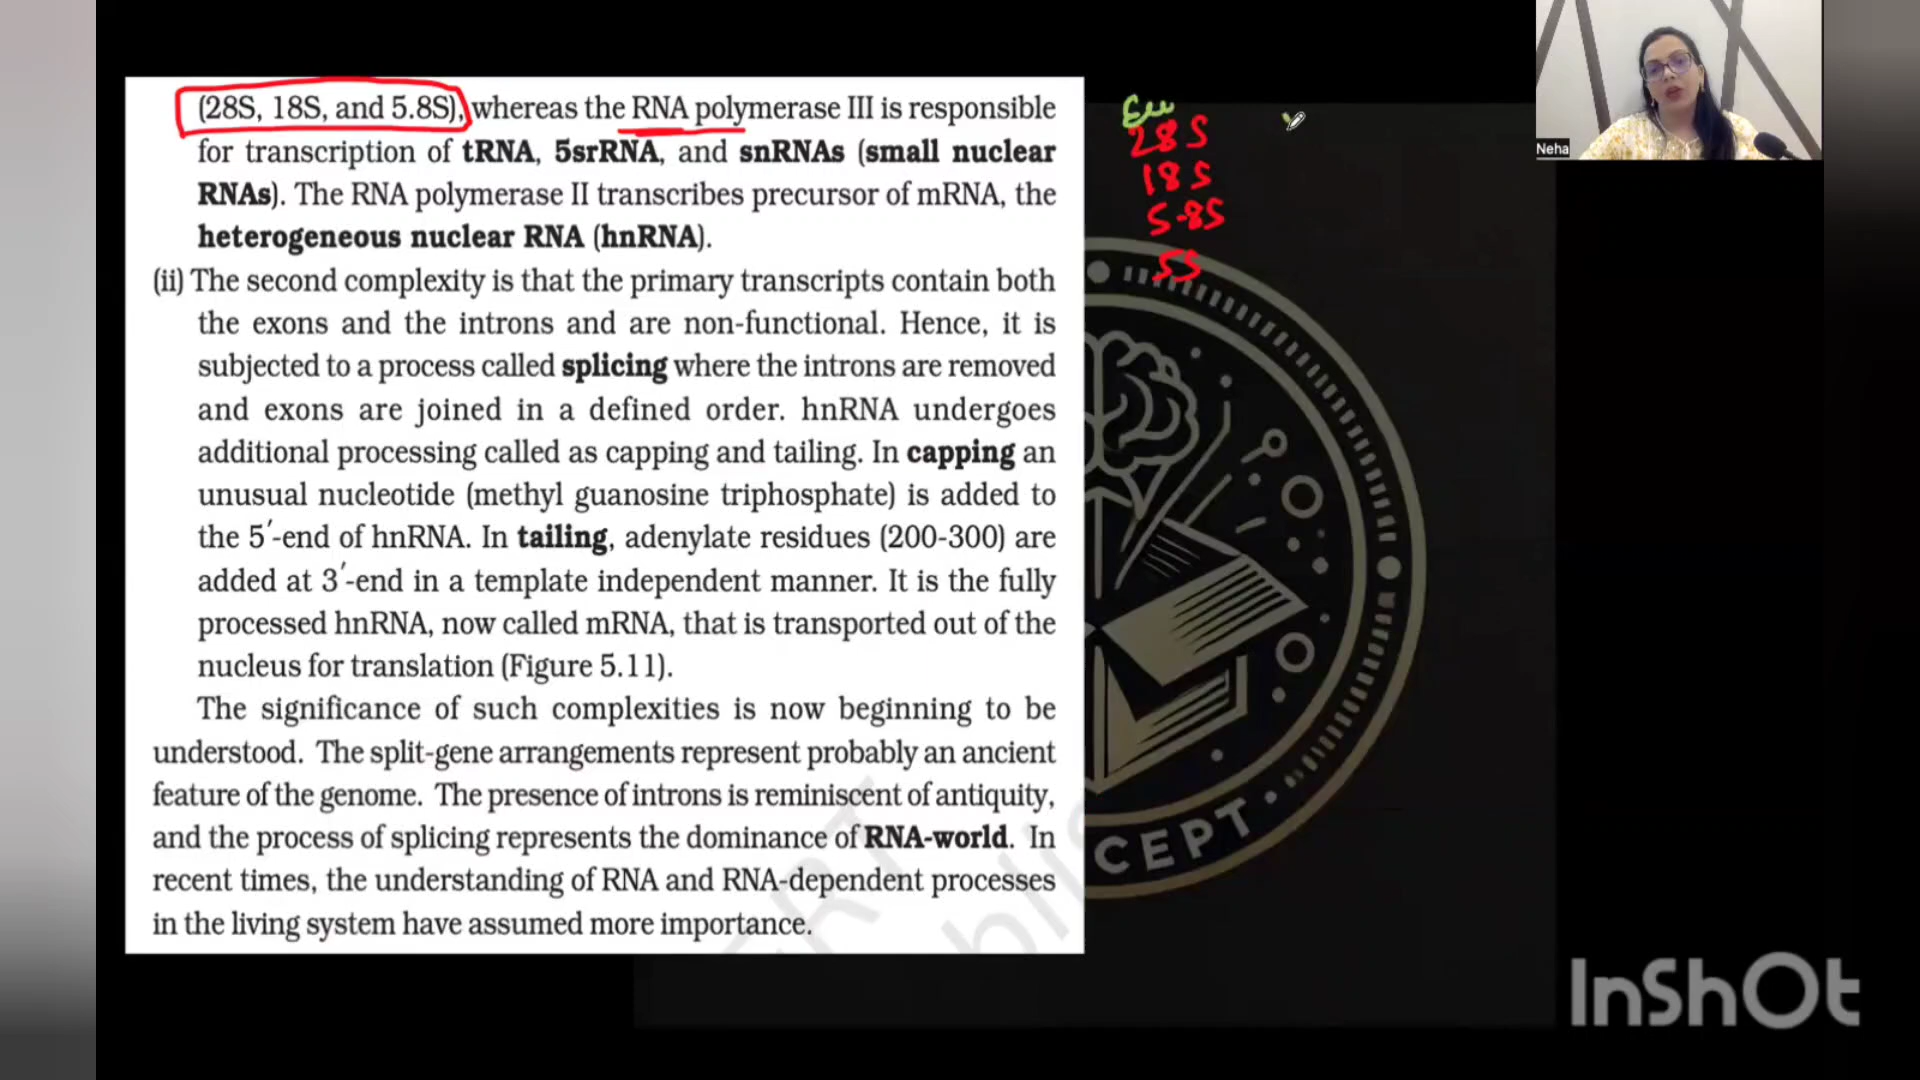 (28S, 18S, and 5.8S), whereas the RNA polymerase III is responsible
for transcription of tRNA, 5srRNA, and snRNAs (small nuclear
RNAs). The RNA polymerase II transcribes precursor of mRNA, the
heterogeneous nuclear RNA (hnRNA).
(ii) The second complexity is that the primary transcripts contain both
the exons and the introns and are non-functional. Hence, it is
subjected to a process called splicing where the introns are removed
and exons are joined in a defined order. hnRNA undergoes
additional processing called as capping and tailing. In capping an
unusual nucleotide (methyl guanosine triphosphate) is added to
the 5′-end of hnRNA. In tailing, adenylate residues (200-300) are
added at 3′-end in a template independent manner. It is the fully
processed hnRNA, now called mRNA, that is transported out of the
nucleus for translation (Figure 5.11).
The significance of such complexities is now beginning to be
understood. The split-gene arrangements represent probably an ancient
feature of the genome. The presence of introns is reminiscent of antiquity,
and the process of splicing represents the dominance of RNA-world. In
recent times, the understanding of RNA and RNA-dependent processes
in the living system have assumed more importance.
Eu
28S
18S
5.8S
5S
CEPT
Neha
InShOt